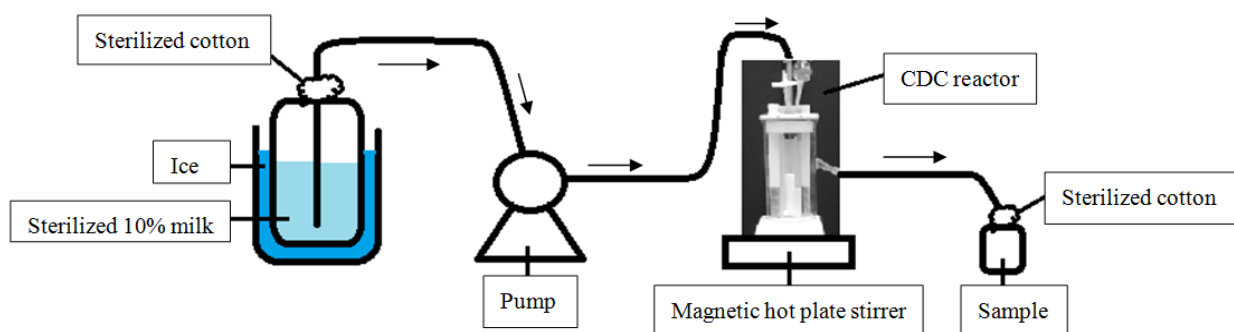 Sterilized cotton
CDC reactor
Ice
Sterilized cotton
Sterilized 10% milk
Pump
Magnetic hot plate stirrer
Sample